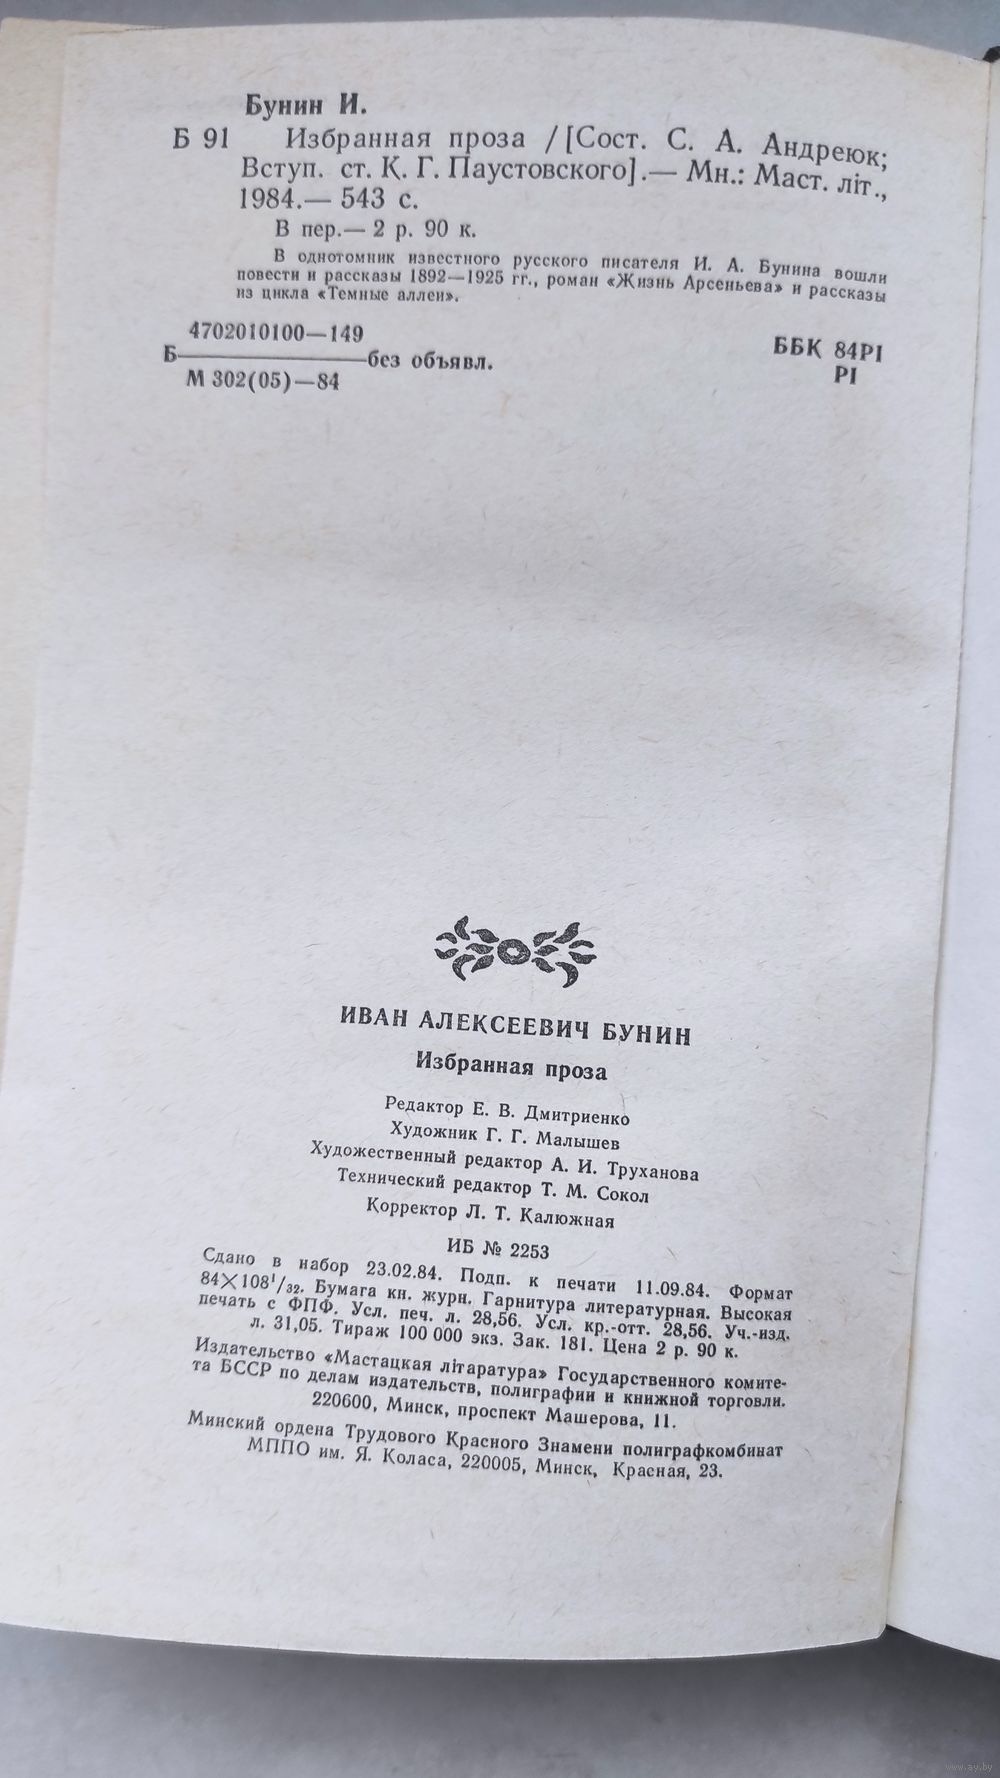 Бунин И.
Б 91 Избранная проза / [Сост. С. А. Андреюк;
Вступ. ст. К. Г. Паустовского].— Мн.: Маст. літ.,
1984.— 543 с.
В пер.— 2 р. 90 к.
В однотомник известного русского писателя И. А. Бунина вошли
повести и рассказы 1892—1925 гг., роман «Жизнь Арсеньева» и рассказы
из цикла «Темные аллеи».
4702010100—149
Б————————без объявл.
М 302(05)—84
ББК 84РІ
РІ
ИВАН АЛЕКСЕЕВИЧ БУНИН
Избранная проза
Редактор Е. В. Дмитриенко
Художник Г. Г. Малышев
Художественный редактор А. И. Труханова
Технический редактор Т. М. Сокол
Корректор Л. Т. Калюжная
ИБ № 2253
Сдано в набор 23.02.84. Подп. к печати 11.09.84. Формат
84×108¹/₃₂. Бумага кн. журн. Гарнитура литературная. Высокая
печать с ФПФ. Усл. печ. л. 28,56. Усл. кр.-отт. 28,56. Уч.-изд.
л. 31,05. Тираж 100 000 экз. Зак. 181. Цена 2 р. 90 к.
Издательство «Мастацкая літаратура» Государственного комите-
та БССР по делам издательств, полиграфии и книжной торговли.
220600, Минск, проспект Машерова, 11.
Минский ордена Трудового Красного Знамени полиграфкомбинат
МППО им. Я. Коласа, 220005, Минск, Красная, 23.
www.ay.by